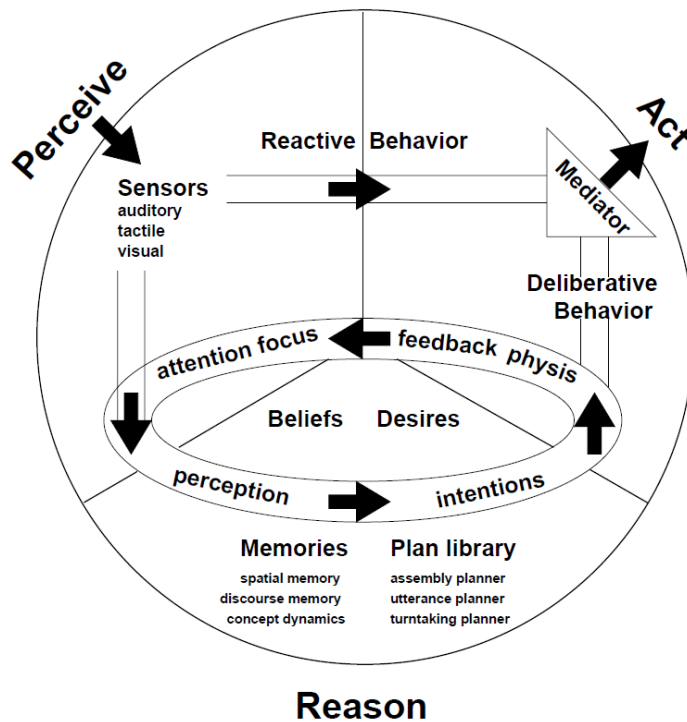 Perceive
Act
Reactive Behavior
Mediator
Sensors
auditory
tactile
visual
Deliberative
Behavior
attention focus
feedback physis
Beliefs Desires
perception
intentions
Memories
spatial memory
discourse memory
concept dynamics
Plan library
assembly planner
utterance planner
turntaking planner
Reason